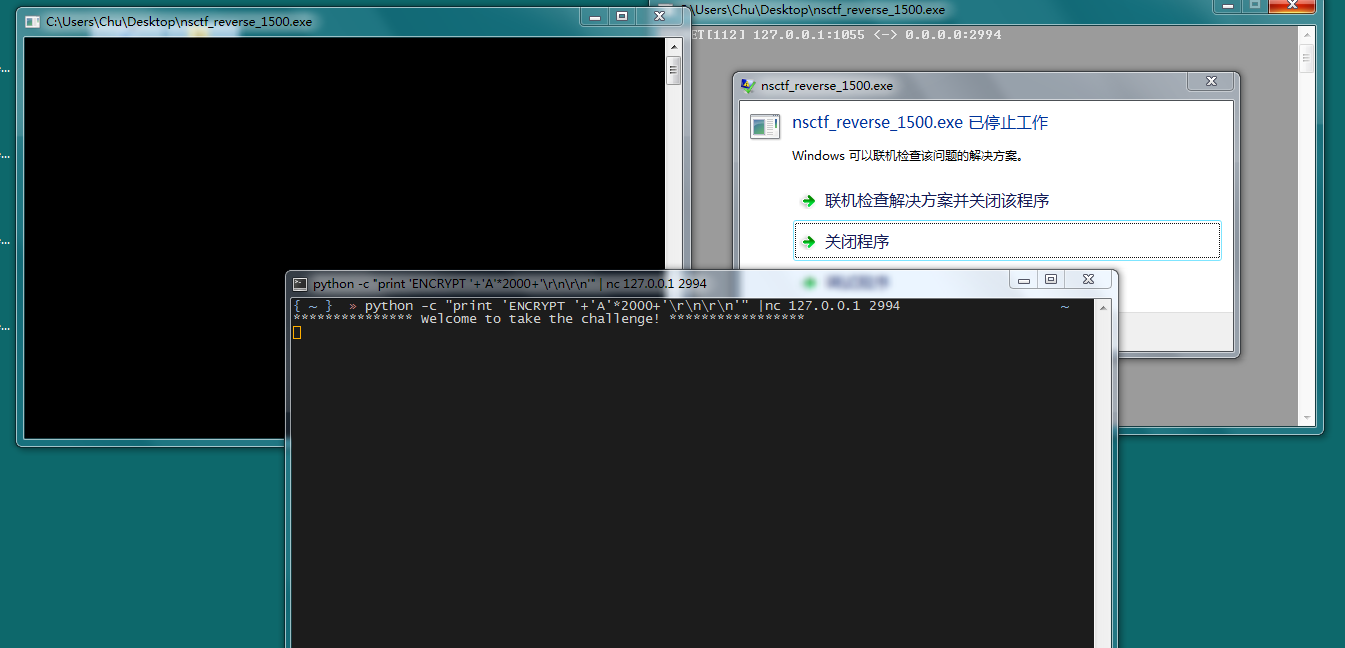 C:\Users\Chu\Desktop\nsctf_reverse_1500.exe
:\Users\Chu\Desktop\nsctf_reverse_1500.exe
ET[112] 127.0.0.1:1055 <-> 0.0.0.0:2994
nsctf_reverse_1500.exe
nsctf_reverse_1500.exe 已停止工作
Windows 可以联机检查该问题的解决方案。
联机检查解决方案并关闭该程序
关闭程序
python -c "print 'ENCRYPT '+'A'*2000+'\r\n\r\n'" | nc 127.0.0.1 2994
{ ~ } » python -c "print 'ENCRYPT '+'A'*2000+'\r\n\r\n'" |nc 127.0.0.1 2994 ~
*************** Welcome to take the challenge! *****************